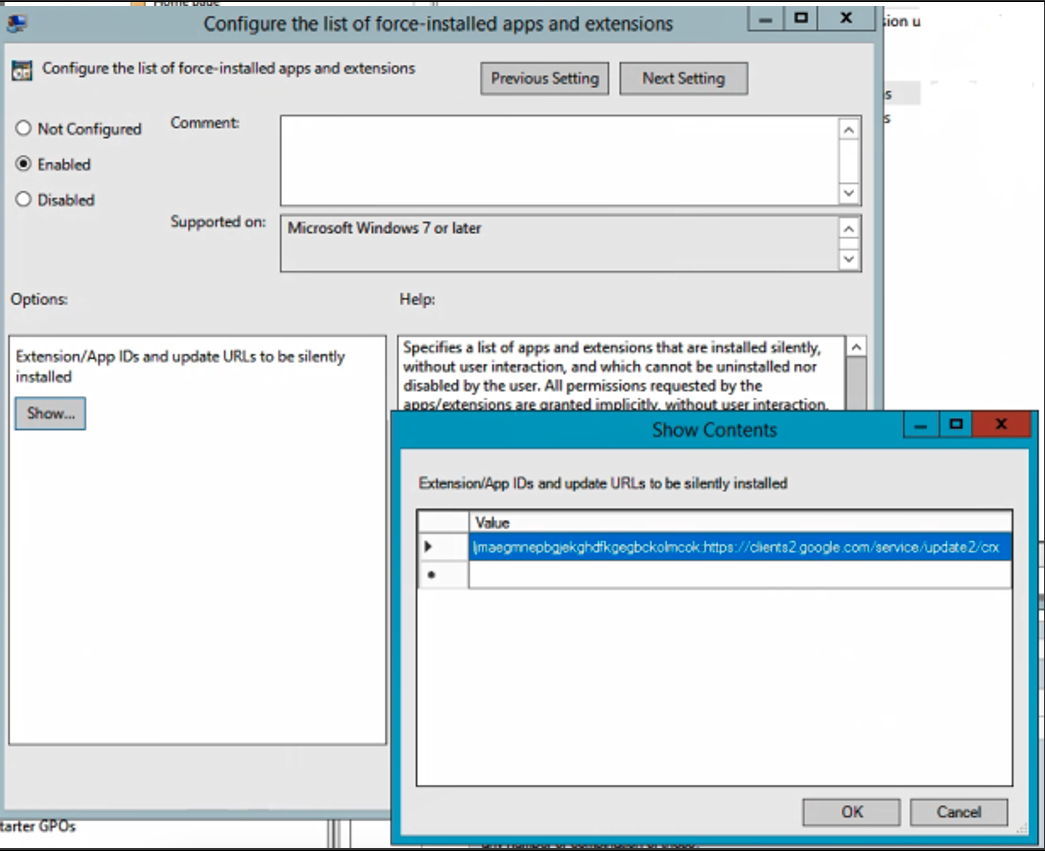 Home page
Configure the list of force-installed apps and extensions
sion u
Configure the list of force-installed apps and extensions
Previous Setting
Next Setting
Not Configured
Comment:
Enabled
Disabled
Supported on:
Microsoft Windows 7 or later
Options:
Help:
Extension/App IDs and update URLs to be silently
installed
Show...
Specifies a list of apps and extensions that are installed silently,
without user interaction, and which cannot be uninstalled nor
disabled by the user. All permissions requested by the
apps/extensions are granted implicitly, without user interaction,
Show Contents
Extension/App IDs and update URLs to be silently installed
Value
ljmaegmnepbgjekghdfkgegbckolmcok;https://clients2.google.com/service/update2/crx
OK
Cancel
tarter GPOs